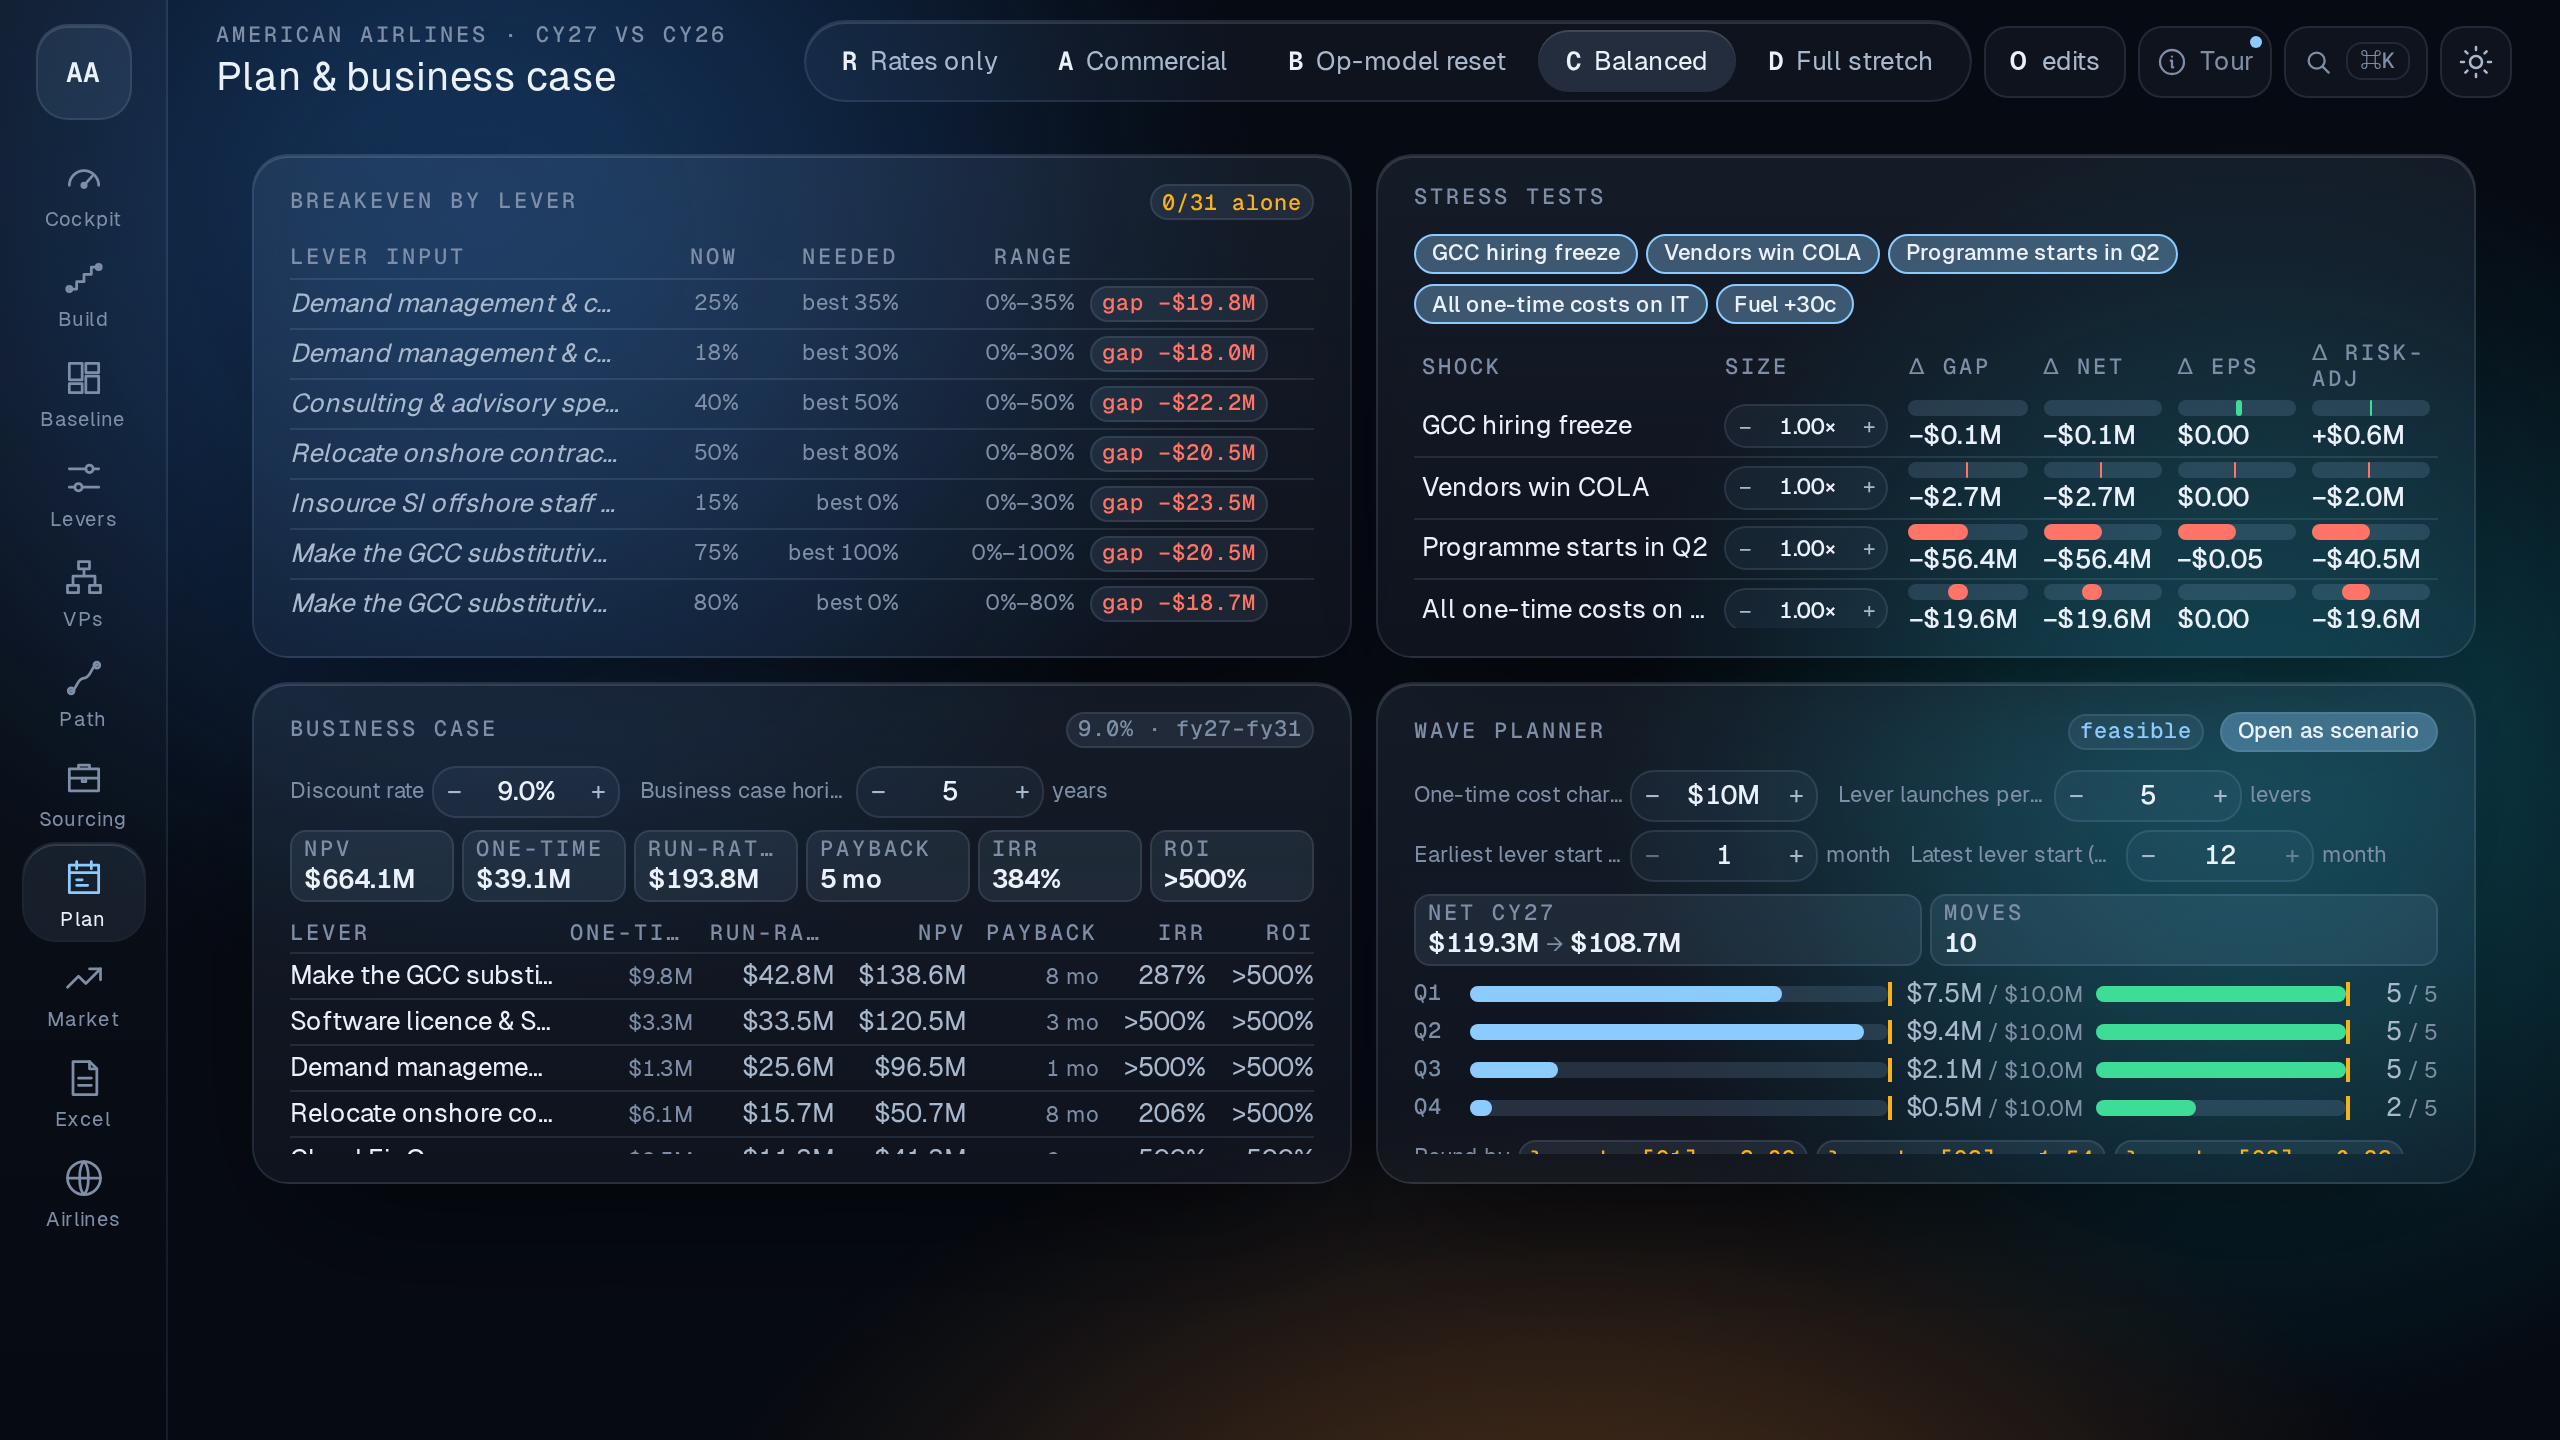 AA
AMERICAN AIRLINES · CY27 VS CY26
Plan & business case
R Rates only A Commercial B Op-model reset C Balanced D Full stretch
0 edits
Tour
⌘K
Cockpit
Build
Baseline
Levers
VPs
Path
Sourcing
Plan
Market
Excel
Airlines
BREAKEVEN BY LEVER 0/31 alone
LEVER INPUT NOW NEEDED RANGE
Demand management & c… 25% best 35% 0%–35% gap −$19.8M
Demand management & c… 18% best 30% 0%–30% gap −$18.0M
Consulting & advisory spe… 40% best 50% 0%–50% gap −$22.2M
Relocate onshore contrac… 50% best 80% 0%–80% gap −$20.5M
Insource SI offshore staff … 15% best 0% 0%–30% gap −$23.5M
Make the GCC substitutiv… 75% best 100% 0%–100% gap −$20.5M
Make the GCC substitutiv… 80% best 0% 0%–80% gap −$18.7M
STRESS TESTS
GCC hiring freeze Vendors win COLA Programme starts in Q2
All one-time costs on IT Fuel +30c
SHOCK SIZE Δ GAP Δ NET Δ EPS Δ RISK-
ADJ
GCC hiring freeze − 1.00× + −$0.1M −$0.1M $0.00 +$0.6M
Vendors win COLA − 1.00× + −$2.7M −$2.7M $0.00 −$2.0M
Programme starts in Q2 − 1.00× + −$56.4M −$56.4M −$0.05 −$40.5M
All one-time costs on … − 1.00× + −$19.6M −$19.6M $0.00 −$19.6M
BUSINESS CASE 9.0% · fy27–fy31
Discount rate − 9.0% + Business case hori… − 5 + years
NPV ONE-TIME RUN-RAT… PAYBACK IRR ROI
$664.1M $39.1M $193.8M 5 mo 384% >500%
LEVER ONE-TI… RUN-RA… NPV PAYBACK IRR ROI
Make the GCC substi… $9.8M $42.8M $138.6M 8 mo 287% >500%
Software licence & S… $3.3M $33.5M $120.5M 3 mo >500% >500%
Demand manageme… $1.3M $25.6M $96.5M 1 mo >500% >500%
Relocate onshore co… $6.1M $15.7M $50.7M 8 mo 206% >500%
WAVE PLANNER feasible Open as scenario
One-time cost char… − $10M + Lever launches per… − 5 + levers
Earliest lever start … − 1 + month Latest lever start (… − 12 + month
NET CY27 MOVES
$119.3M → $108.7M 10
Q1 $7.5M / $10.0M 5 / 5
Q2 $9.4M / $10.0M 5 / 5
Q3 $2.1M / $10.0M 5 / 5
Q4 $0.5M / $10.0M 2 / 5